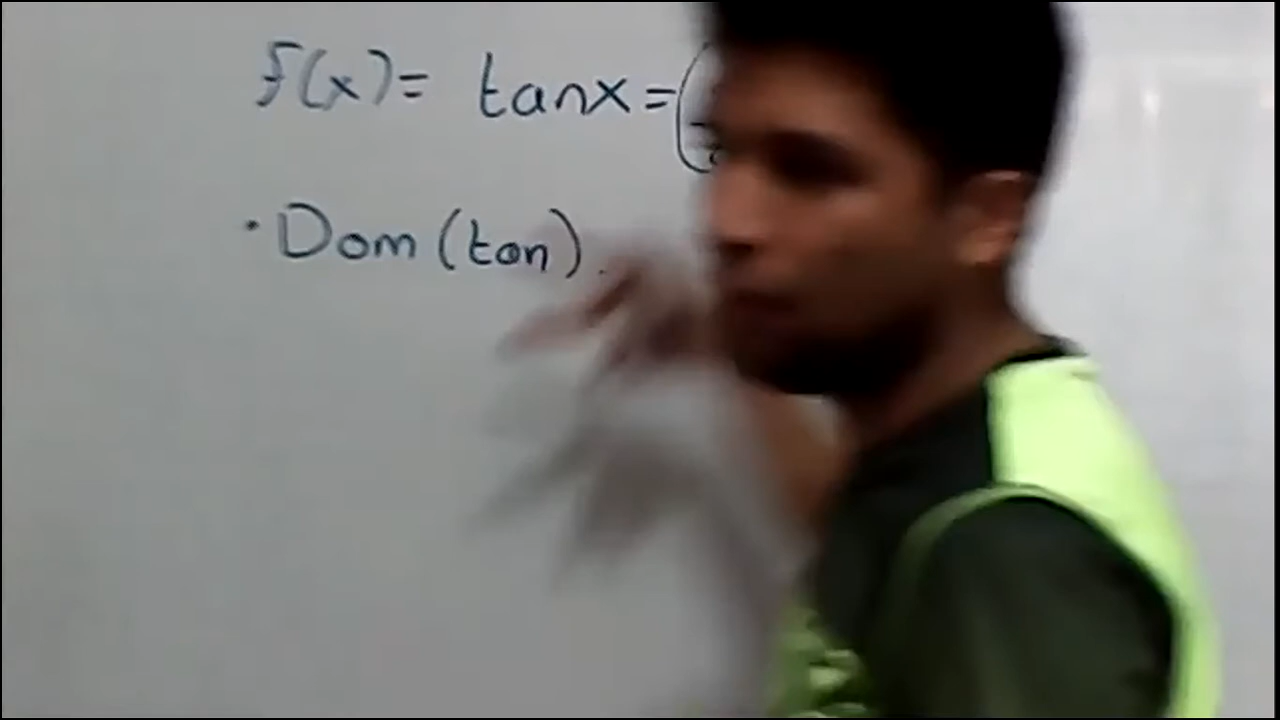 f(x) = tanx = (
· Dom (tan)